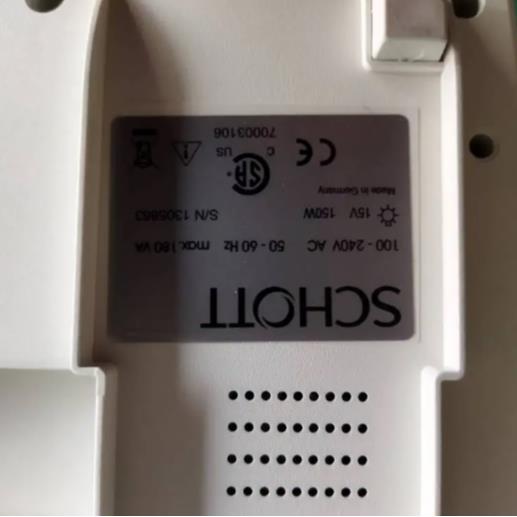 SCHOTT
100 - 240V AC 50 - 60 Hz max. 180 VA
15V 150W S/N 1305863
Made in Germany
CE SA® C US
70003106